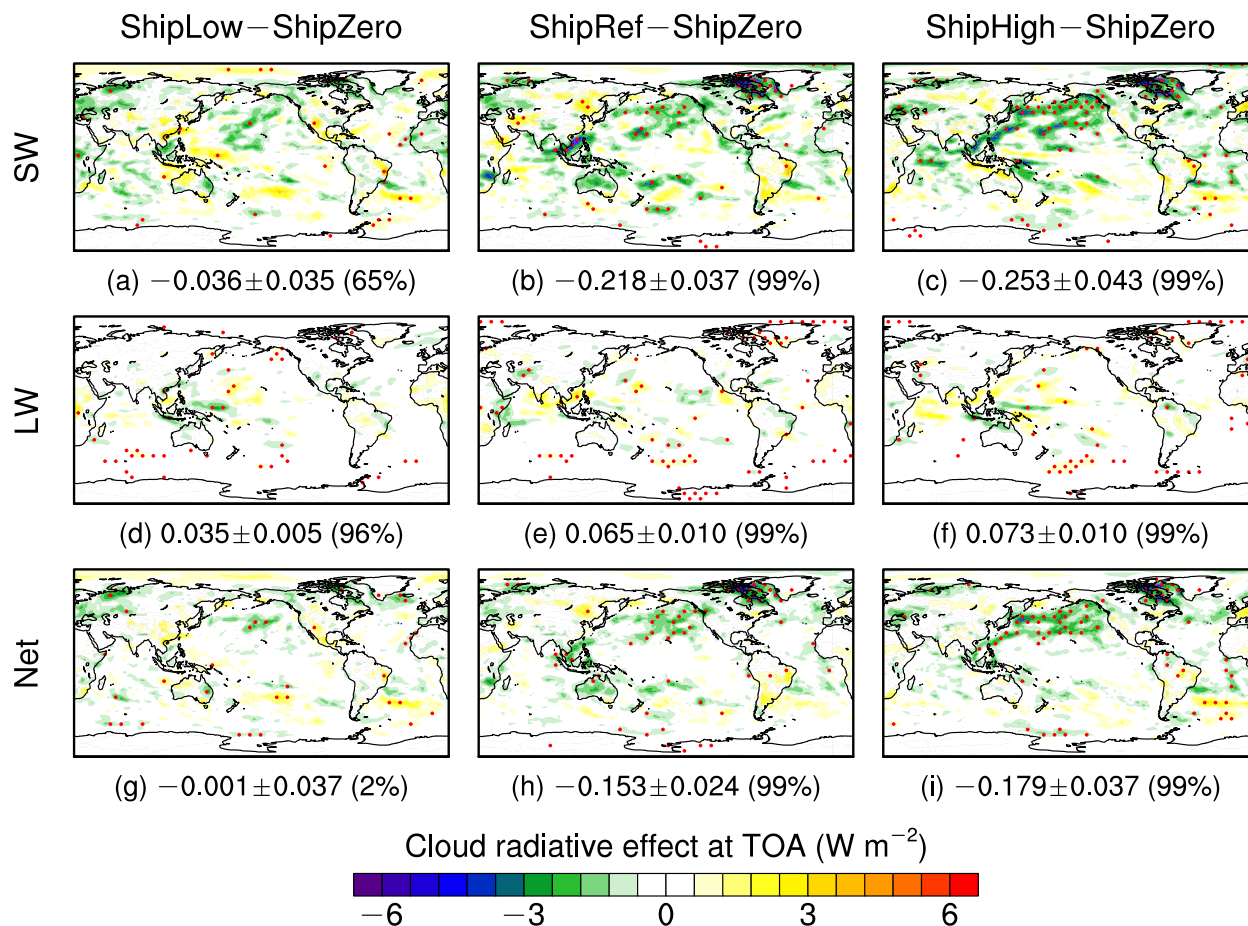 ShipLow−ShipZero ShipRef−ShipZero ShipHigh−ShipZero
SW
(a) −0.036±0.035 (65%) (b) −0.218±0.037 (99%) (c) −0.253±0.043 (99%)
LW
(d) 0.035±0.005 (96%) (e) 0.065±0.010 (99%) (f) 0.073±0.010 (99%)
Net
(g) −0.001±0.037 (2%) (h) −0.153±0.024 (99%) (i) −0.179±0.037 (99%)
Cloud radiative effect at TOA (W m⁻²)
−6 −3 0 3 6